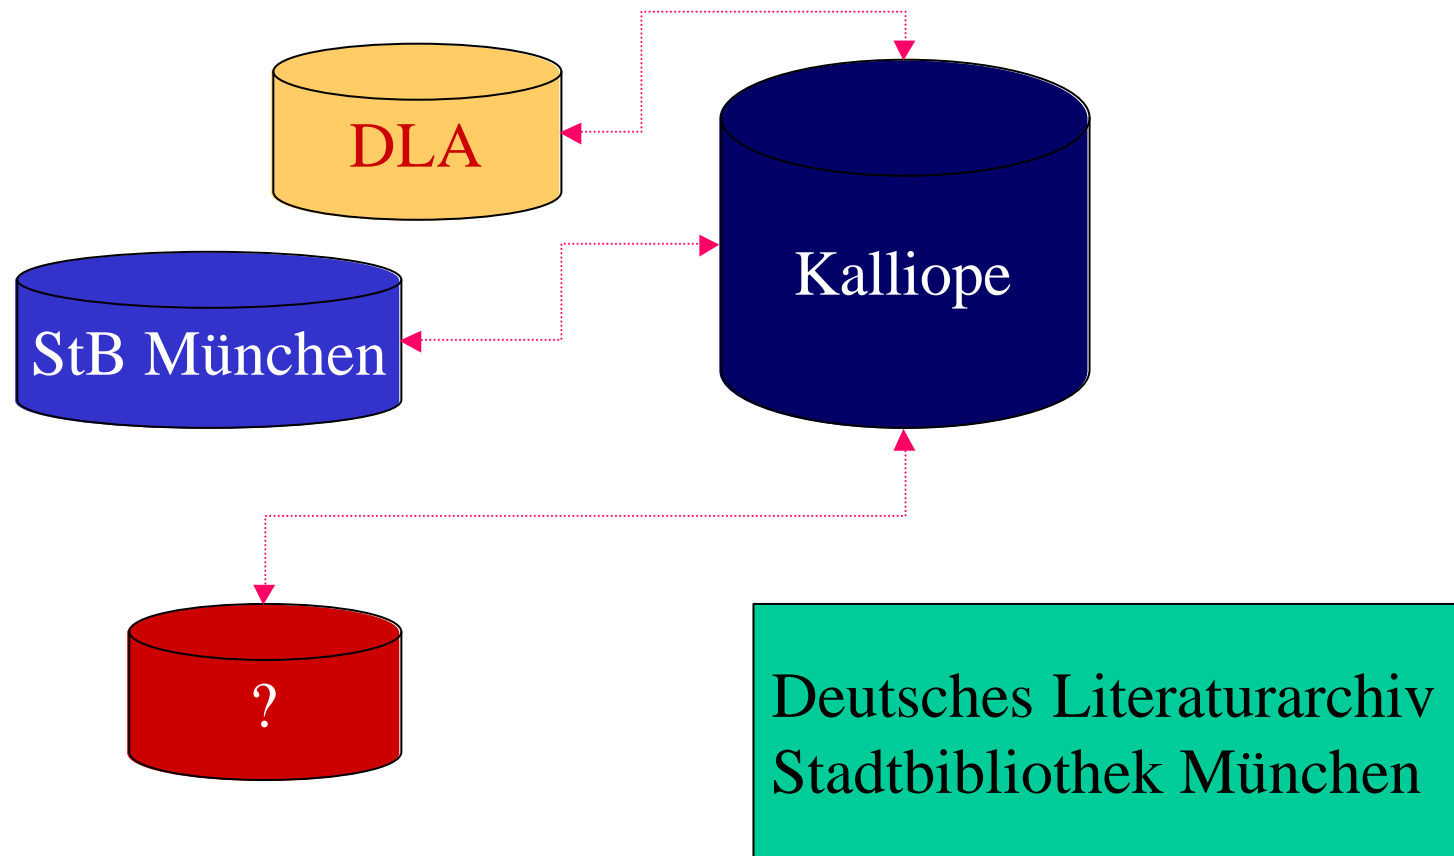 DLA
Kalliope
StB München
?
Deutsches Literaturarchiv
Stadtbibliothek München